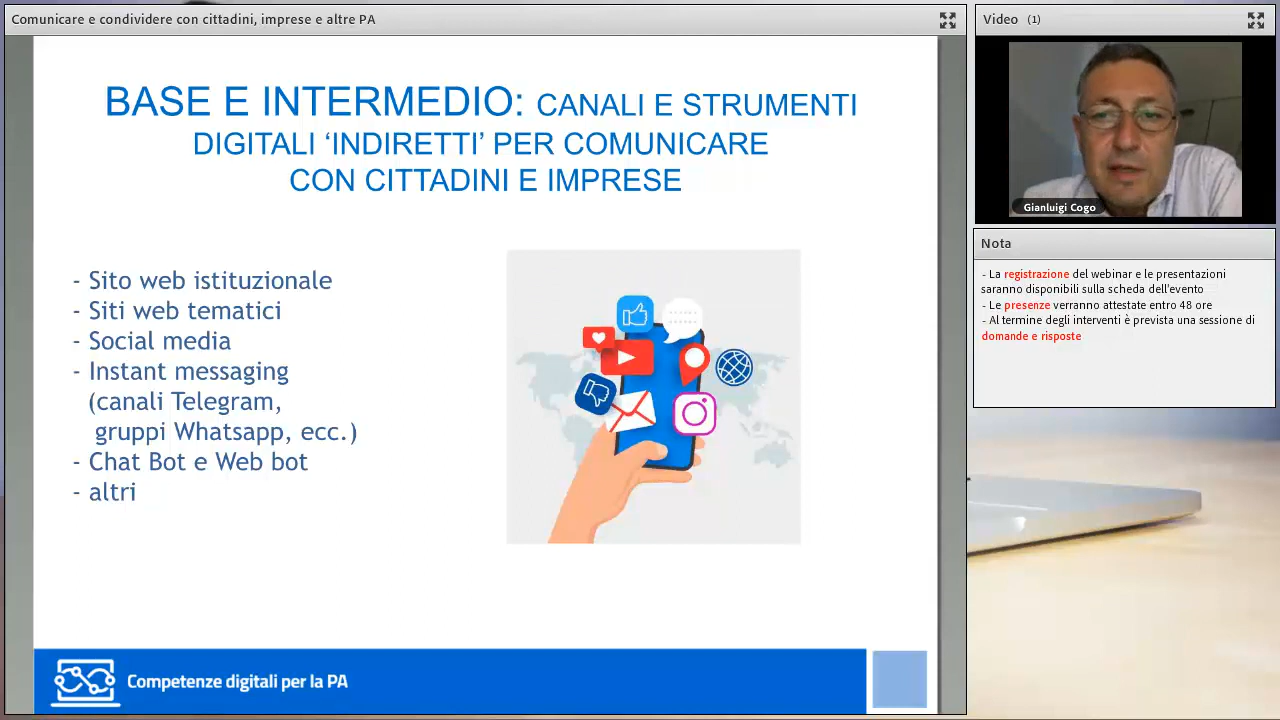 Comunicare e condividere con cittadini, imprese e altre PA
BASE E INTERMEDIO: CANALI E STRUMENTI
DIGITALI ‘INDIRETTI’ PER COMUNICARE
CON CITTADINI E IMPRESE
- Sito web istituzionale
- Siti web tematici
- Social media
- Instant messaging
(canali Telegram,
gruppi Whatsapp, ecc.)
- Chat Bot e Web bot
- altri
Competenze digitali per la PA
Video (1)
Gianluigi Cogo
Nota
- La registrazione del webinar e le presentazioni
saranno disponibili sulla scheda dell'evento
- Le presenze verranno attestate entro 48 ore
- Al termine degli interventi è prevista una sessione di
domande e risposte